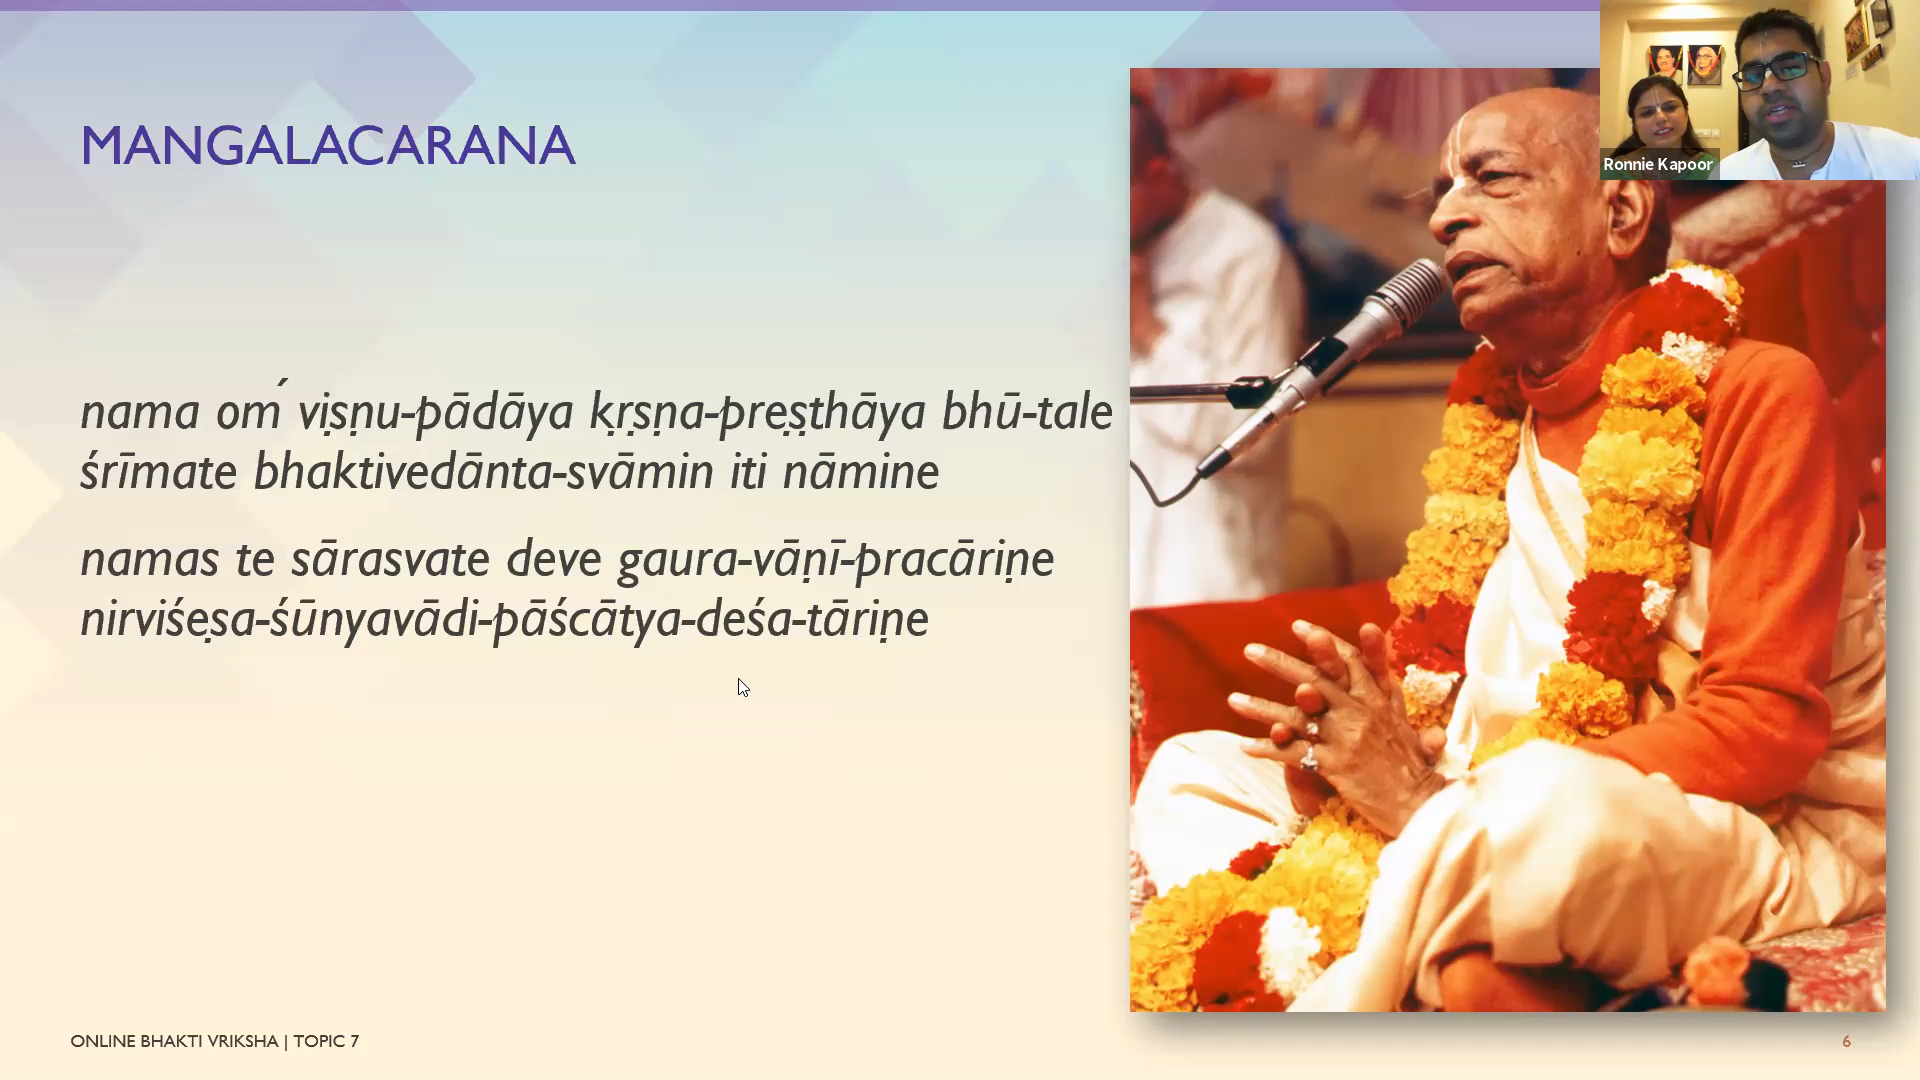 MANGALACARANA
Ronnie Kapoor
nama oḿ viṣṇu-pādāya kṛṣṇa-preṣṭhāya bhū-tale
śrīmate bhaktivedānta-svāmin iti nāmine
namas te sārasvate deve gaura-vāṇī-pracāriṇe
nirviśeṣa-śūnyavādi-pāścātya-deśa-tāriṇe
ONLINE BHAKTI VRIKSHA | TOPIC 7
6